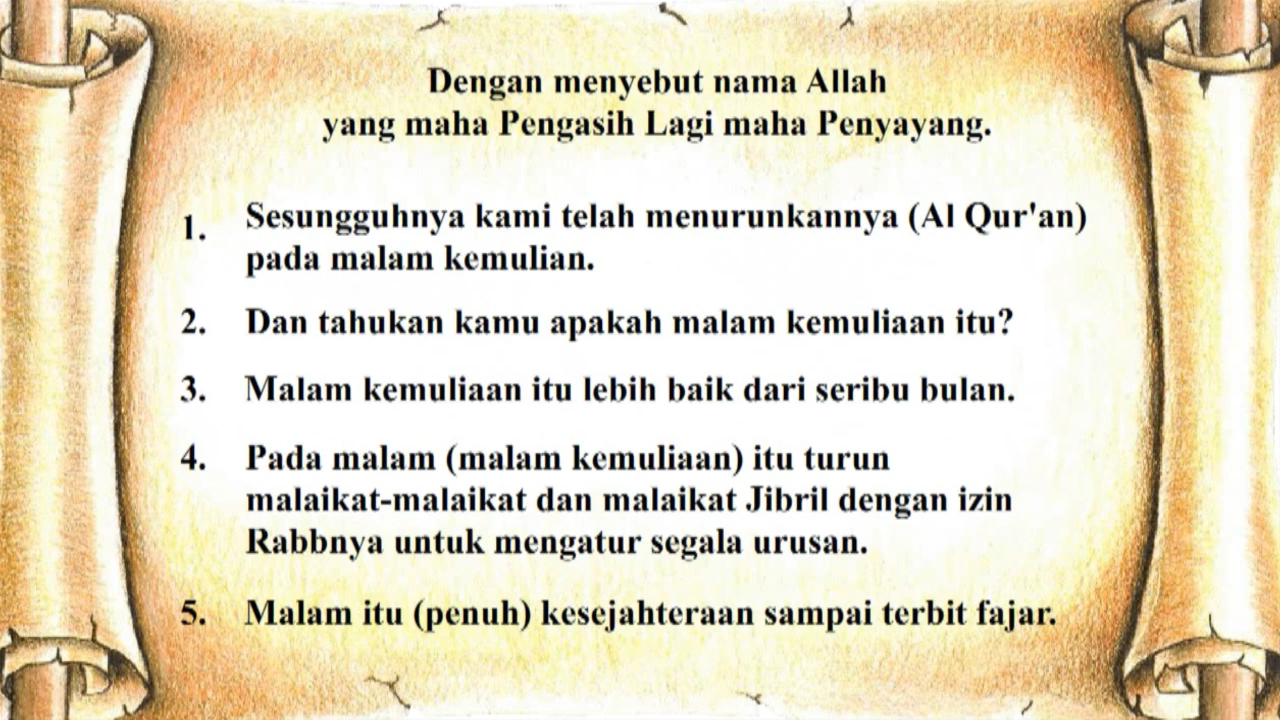 Dengan menyebut nama Allah
yang maha Pengasih Lagi maha Penyayang.
1. Sesungguhnya kami telah menurunkannya (Al Qur'an)
pada malam kemulian.
2. Dan tahukan kamu apakah malam kemuliaan itu?
3. Malam kemuliaan itu lebih baik dari seribu bulan.
4. Pada malam (malam kemuliaan) itu turun
malaikat-malaikat dan malaikat Jibril dengan izin
Rabbnya untuk mengatur segala urusan.
5. Malam itu (penuh) kesejahteraan sampai terbit fajar.